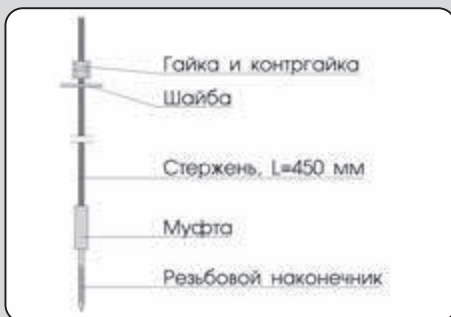 Гайка и контргайка
Шайба
Стержень, L=450 мм
Муфта
Резьбовой наконечник